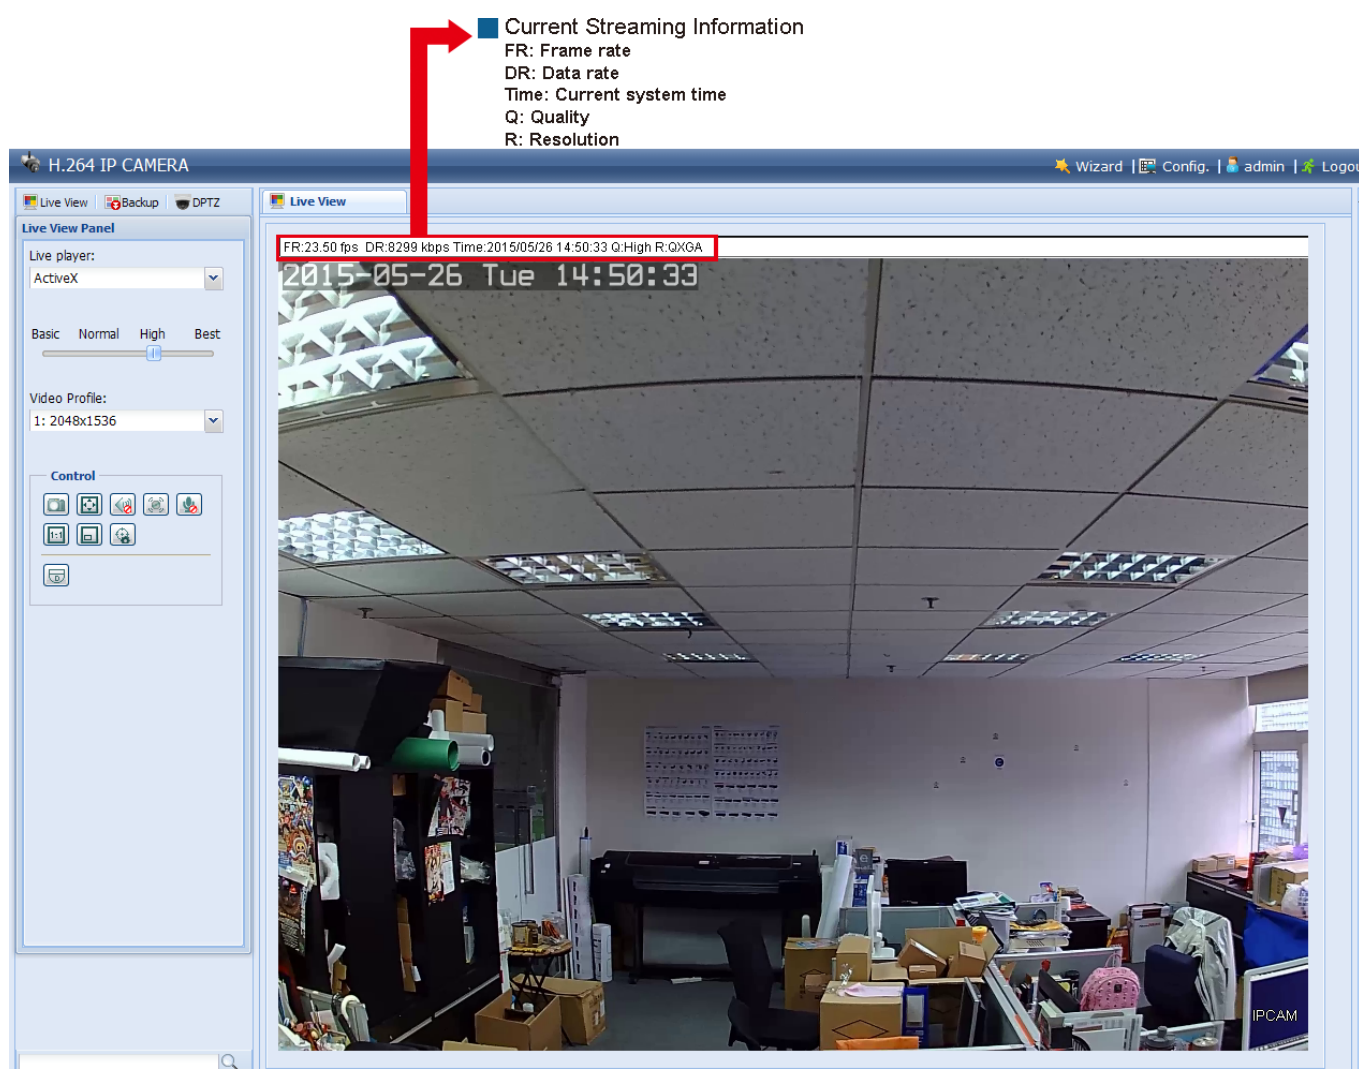 Current Streaming Information
FR: Frame rate
DR: Data rate
Time: Current system time
Q: Quality
R: Resolution
H.264 IP CAMERA
Wizard | Config. | admin | Logou
Live View | Backup | DPTZ
Live View
Live View Panel
FR:23.50 fps DR:8299 kbps Time:2015/05/26 14:50:33 Q:High R:QXGA
2015-05-26 Tue 14:50:33
Live player:
ActiveX
Basic Normal High Best
Video Profile:
1: 2048x1536
Control
1:1
D
IPCAM